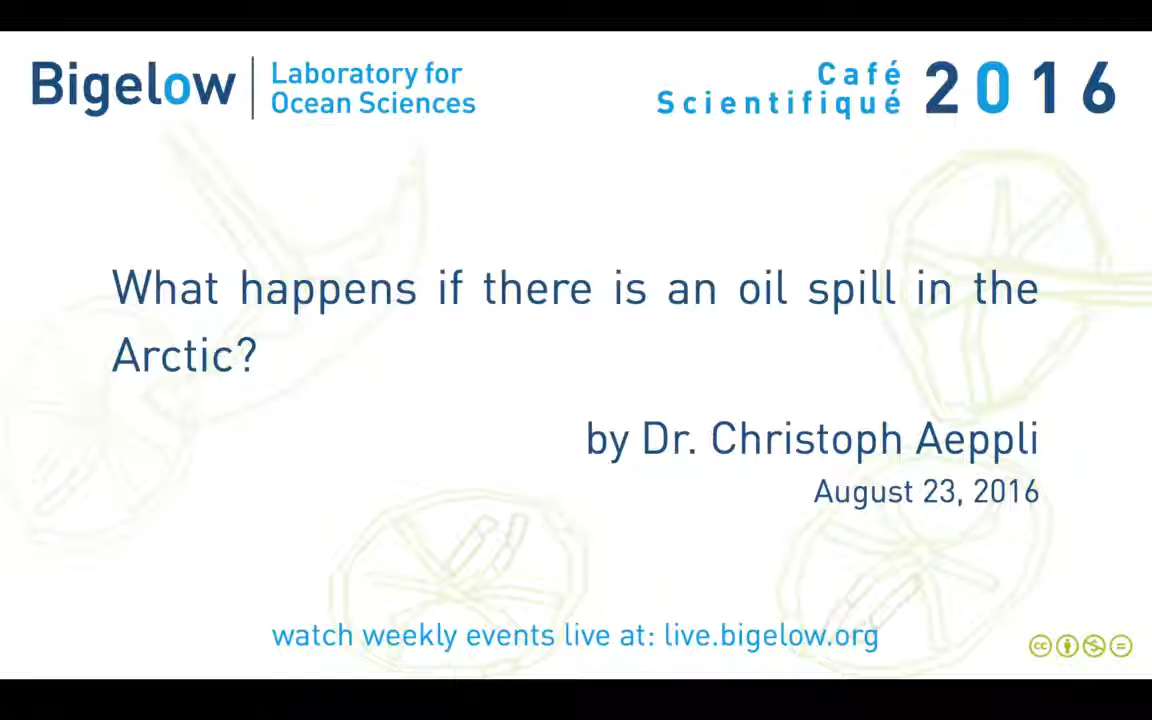 Bigelow
Laboratory for
Ocean Sciences
Café
Scientifiqué
2016
What happens if there is an oil spill in the
Arctic?
by Dr. Christoph Aeppli
August 23, 2016
watch weekly events live at: live.bigelow.org
cc